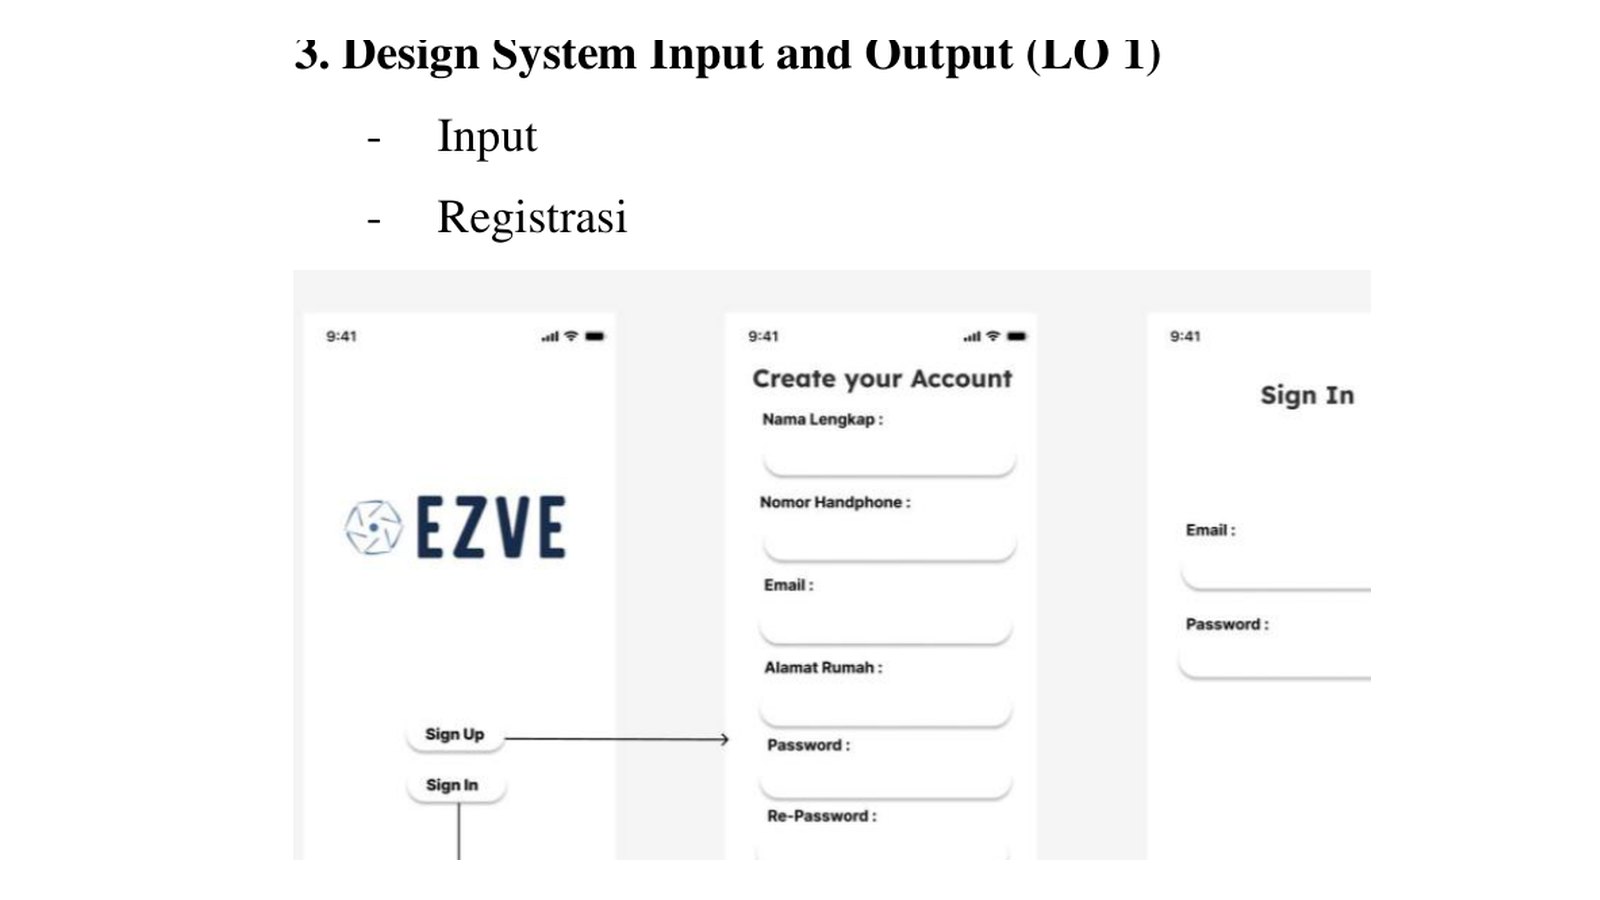 3. Design System Input and Output (LO 1)
- Input
- Registrasi
9:41
EZVE
Sign Up
Sign In
9:41
Create your Account
Nama Lengkap :
Nomor Handphone :
Email :
Alamat Rumah :
Password :
Re-Password :
9:41
Sign In
Email :
Password :